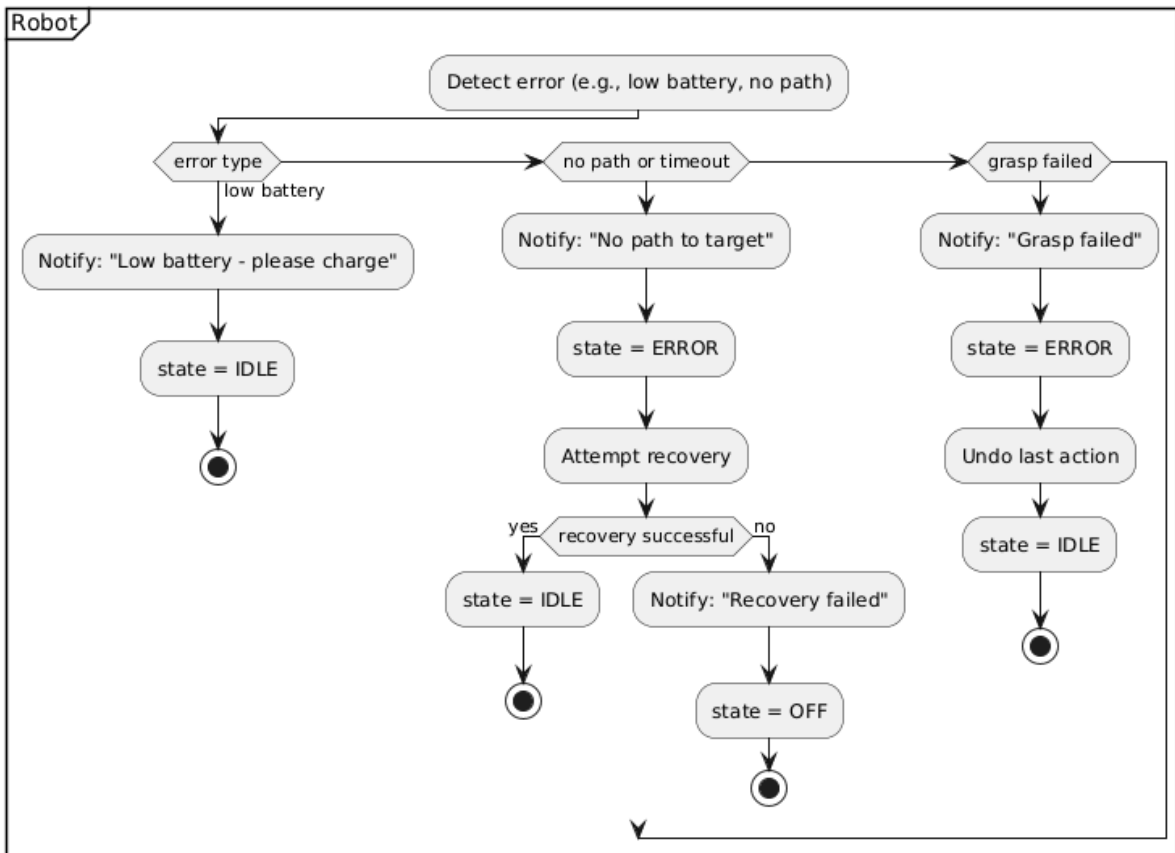 Robot
Detect error (e.g., low battery, no path)
error type
no path or timeout
grasp failed
low battery
Notify: "Low battery - please charge"
Notify: "No path to target"
Notify: "Grasp failed"
state = IDLE
state = ERROR
state = ERROR
Attempt recovery
Undo last action
yes
recovery successful
no
state = IDLE
state = IDLE
Notify: "Recovery failed"
state = OFF